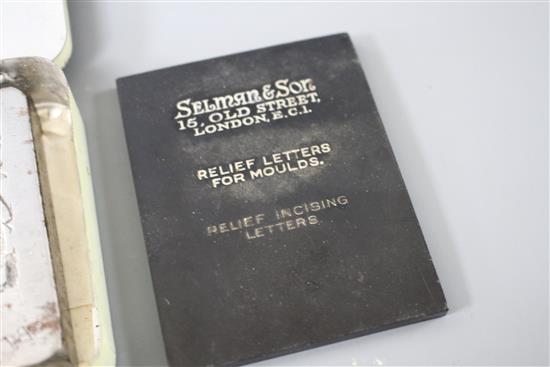 SELMAN & SON
15, OLD STREET,
LONDON, E.C.1.
RELIEF LETTERS
FOR MOULDS.
RELIEF INCISING
LETTERS